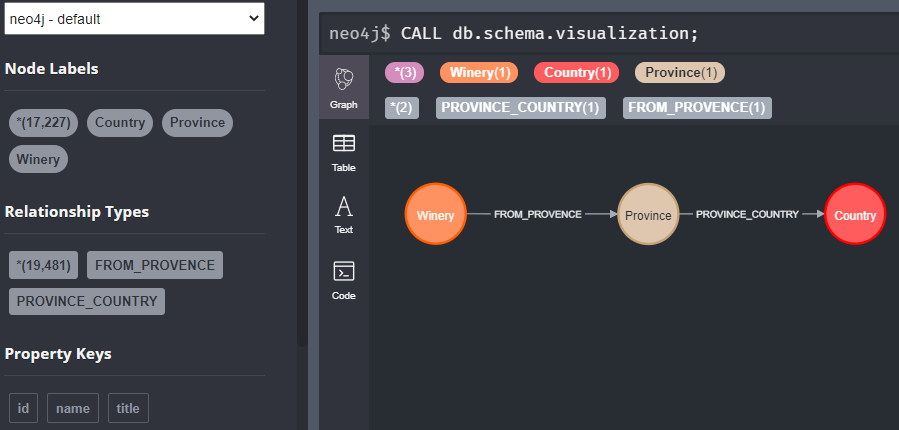 neo4j - default
Node Labels
*(17,227) Country Province
Winery
Relationship Types
*(19,481) FROM_PROVENCE
PROVINCE_COUNTRY
Property Keys
id name title
neo4j$ CALL db.schema.visualization;
Graph
Table
Text
Code
*(3) Winery(1) Country(1) Province(1)
*(2) PROVINCE_COUNTRY(1) FROM_PROVENCE(1)
Winery FROM_PROVENCE Province PROVINCE_COUNTRY Country